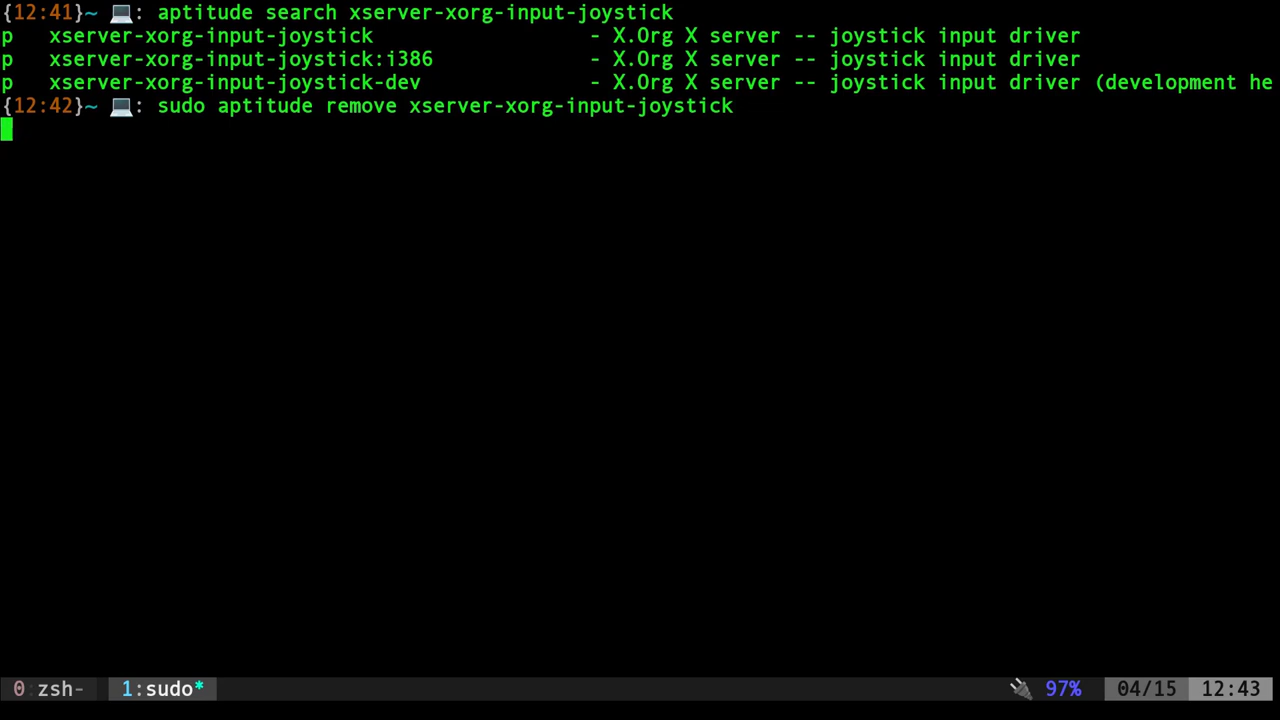 {12:41}~ 💻: aptitude search xserver-xorg-input-joystick
p   xserver-xorg-input-joystick                  - X.Org X server -- joystick input driver
p   xserver-xorg-input-joystick:i386             - X.Org X server -- joystick input driver
p   xserver-xorg-input-joystick-dev              - X.Org X server -- joystick input driver (development he
{12:42}~ 💻: sudo aptitude remove xserver-xorg-input-joystick
0 zsh- 1:sudo* 🔌 97% 04/15 12:43